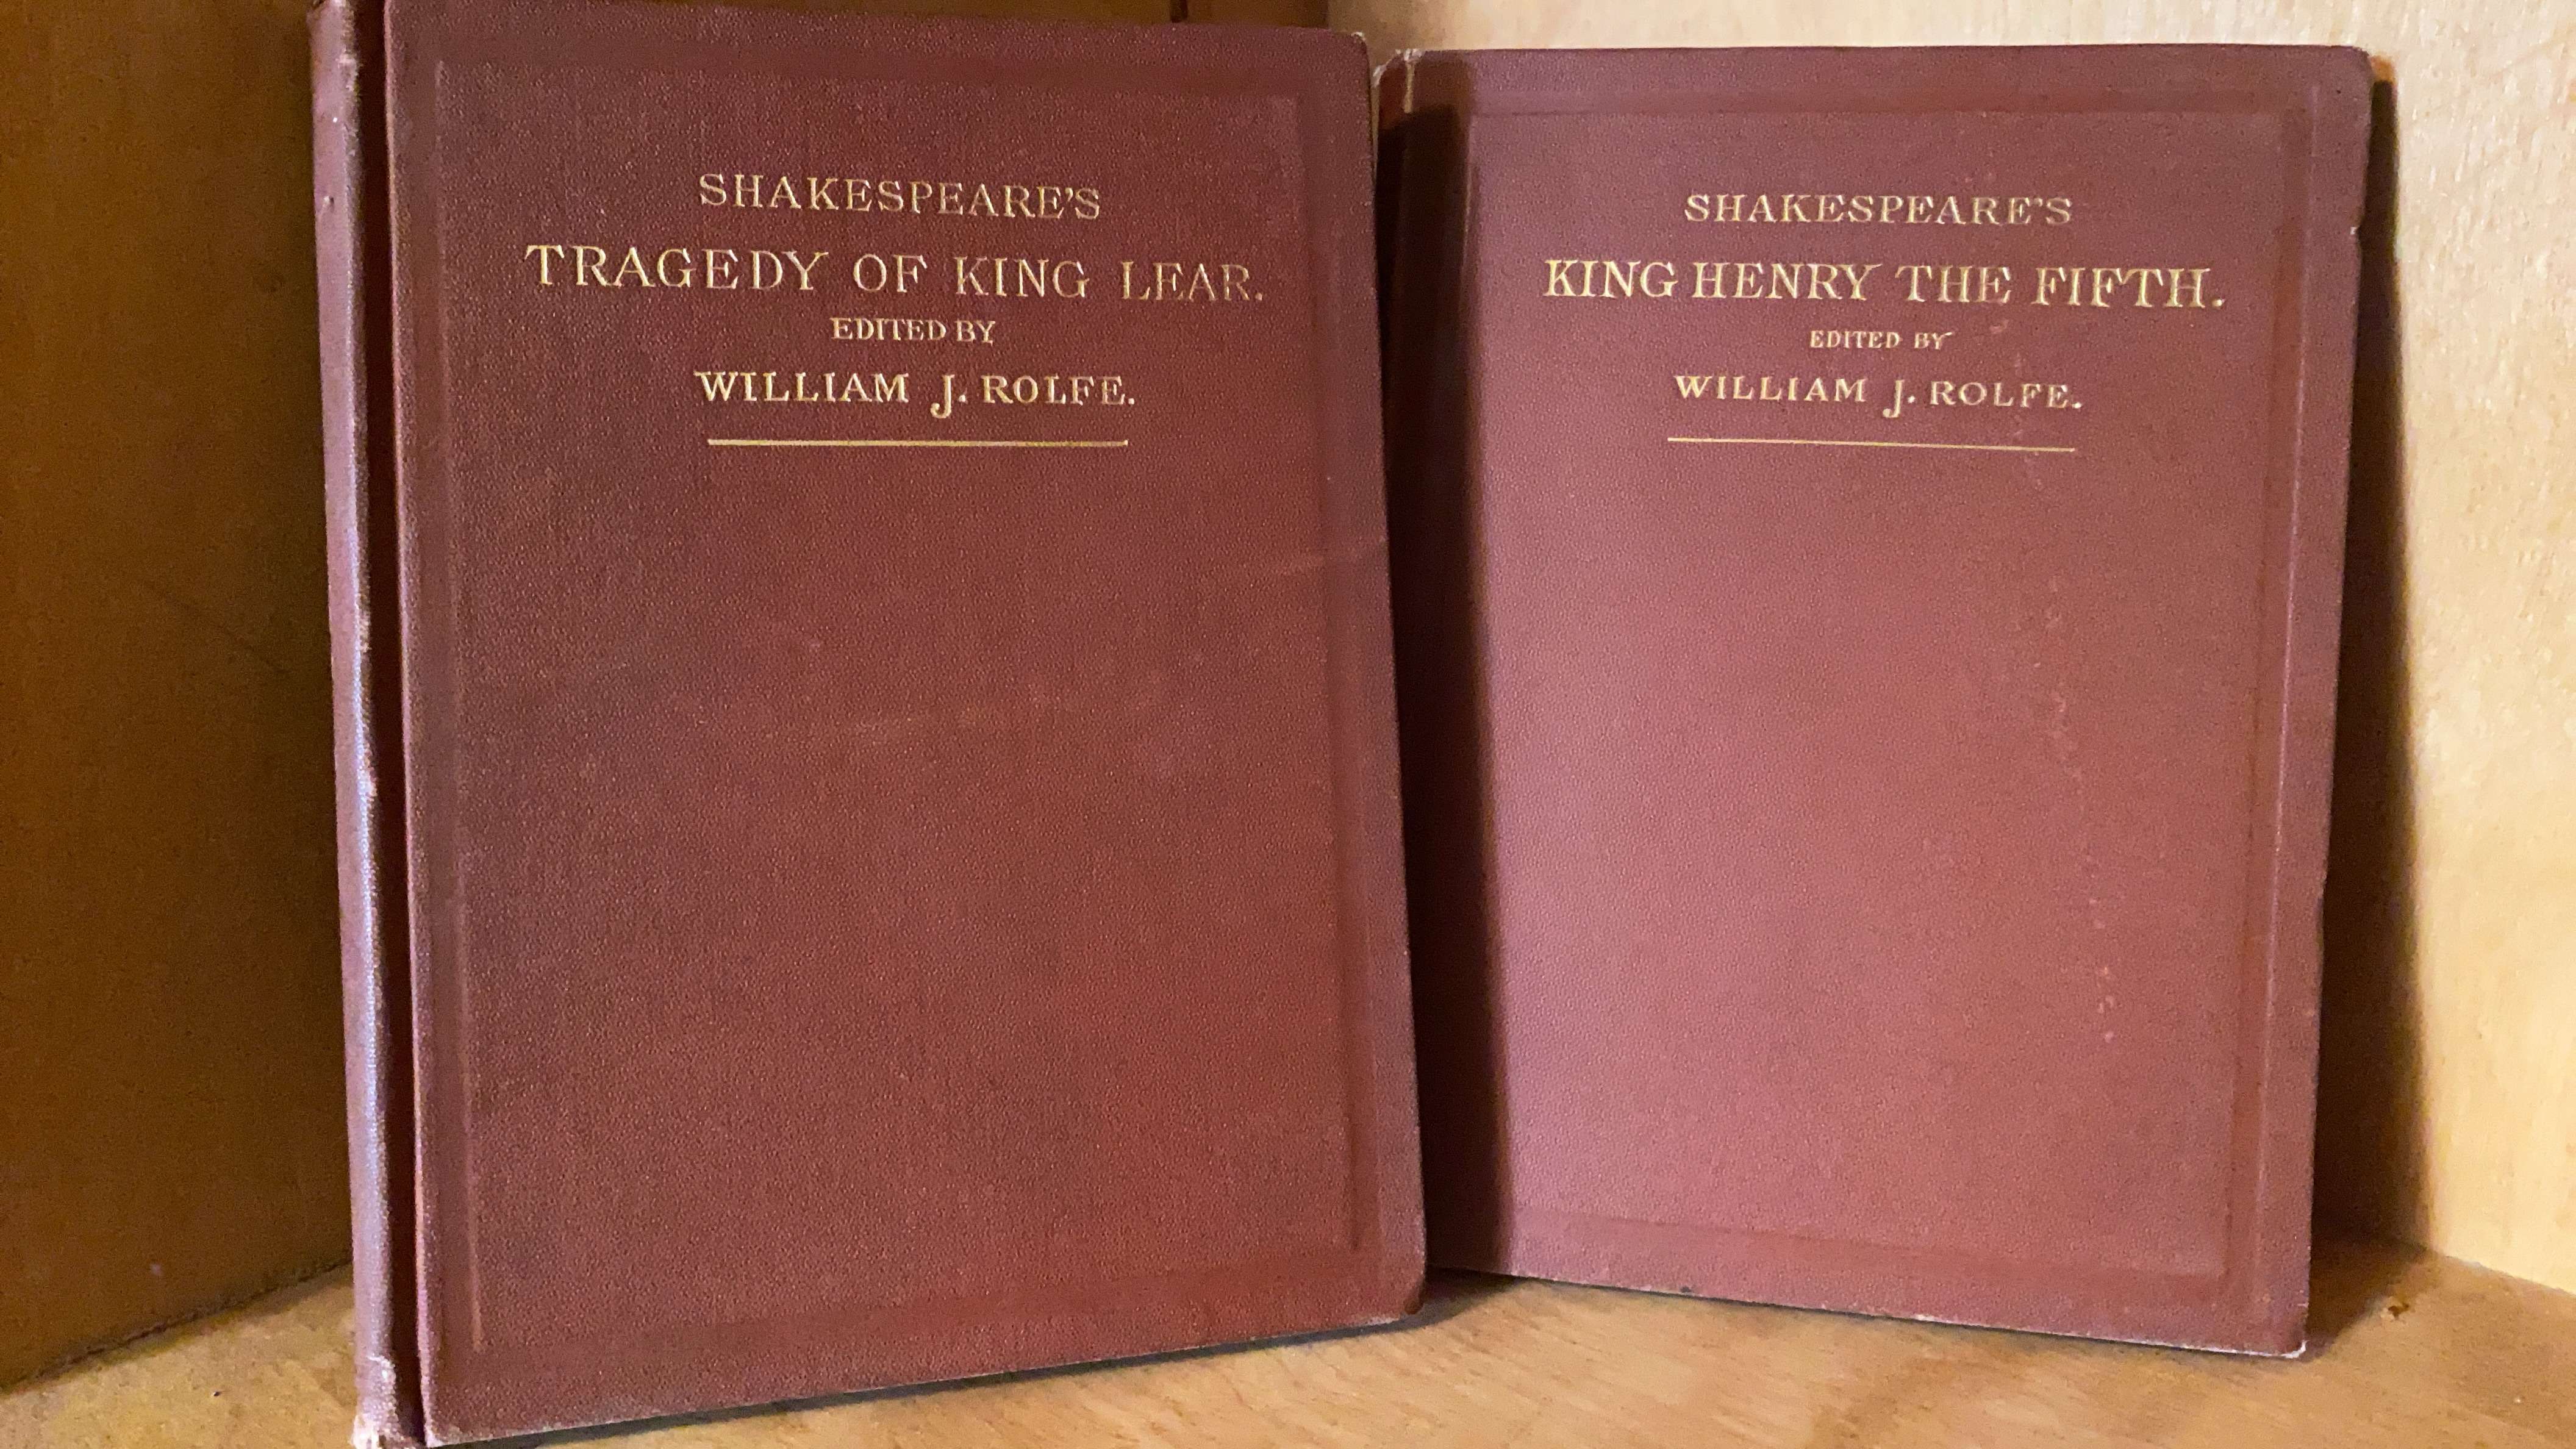 SHAKESPEARE'S
TRAGEDY OF KING LEAR.
EDITED BY
WILLIAM J. ROLFE.
SHAKESPEARE'S
KING HENRY THE FIFTH.
EDITED BY
WILLIAM J. ROLFE.